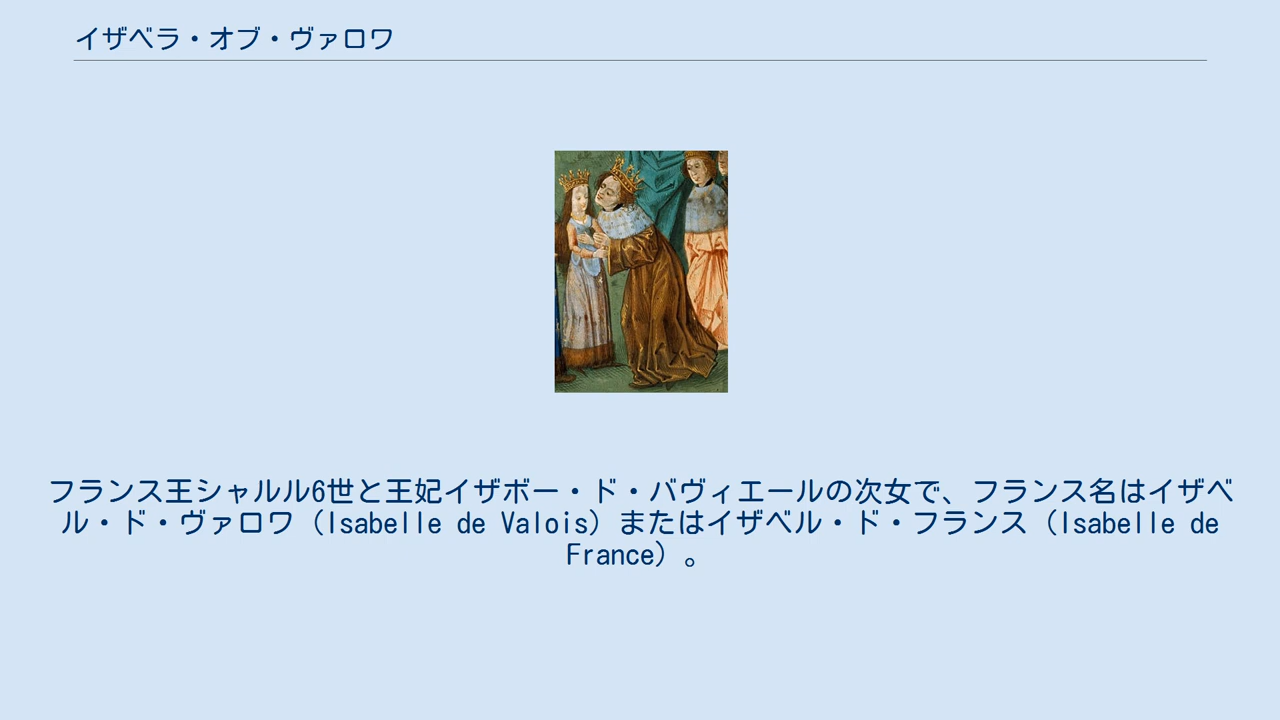 イザベラ・オブ・ヴァロワ
フランス王シャルル6世と王妃イザボー・ド・バヴィエールの次女で、フランス名はイザベ
ル・ド・ヴァロワ（Isabelle de Valois）またはイザベル・ド・フランス（Isabelle de
France）。